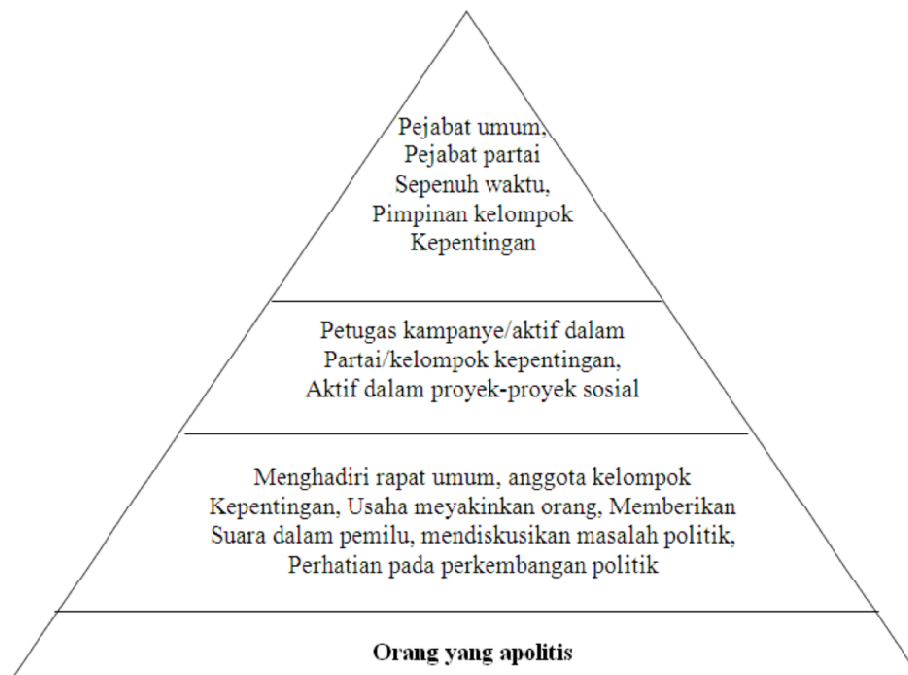 Pejabat umum,
Pejabat partai
Sepenuh waktu,
Pimpinan kelompok
Kepentingan
Petugas kampanye/aktif dalam
Partai/kelompok kepentingan,
Aktif dalam proyek-proyek sosial
Menghadiri rapat umum, anggota kelompok
Kepentingan, Usaha meyakinkan orang, Memberikan
Suara dalam pemilu, mendiskusikan masalah politik,
Perhatian pada perkembangan politik
Orang yang apolitis